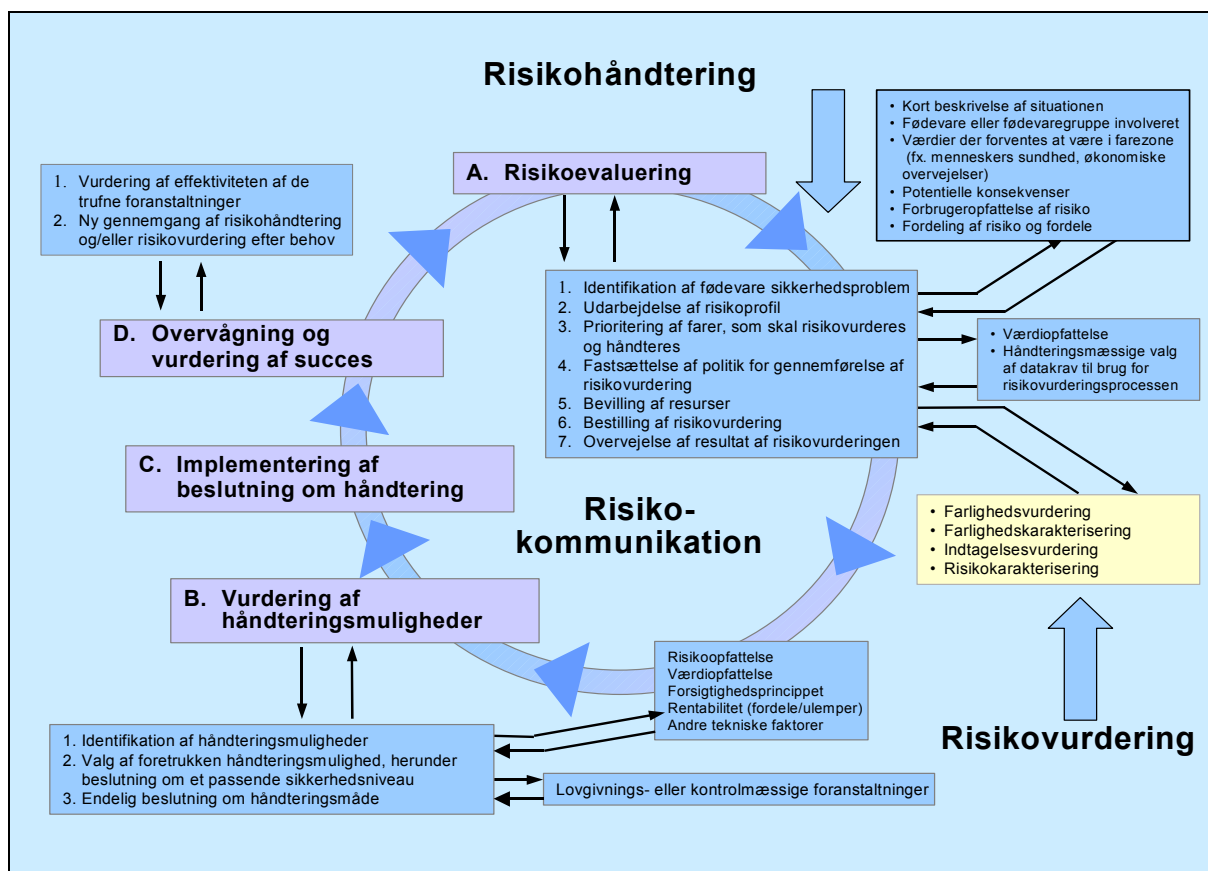 Risikohåndtering
• Kort beskrivelse af situationen
• Fødevare eller fødevaregruppe involveret
• Værdier der forventes at være i farezone
(fx. menneskers sundhed, økonomiske
overvejelser)
• Potentielle konsekvenser
• Forbrugeropfattelse af risiko
• Fordeling af risiko og fordele
A. Risikoevaluering
1. Vurdering af effektiviteten af de
trufne foranstaltninger
2. Ny gennemgang af risikohåndtering
og/eller risikovurdering efter behov
1. Identifikation af fødevare sikkerhedsproblem
2. Udarbejdelse af risikoprofil
3. Prioritering af farer, som skal risikovurderes
og håndteres
4. Fastsættelse af politik for gennemførelse af
risikovurdering
5. Bevilling af resurser
6. Bestilling af risikovurdering
7. Overvejelse af resultat af risikovurderingen
• Værdiopfattelse
• Håndteringsmæssige valg
af datakrav til brug for
risikovurderingsprocessen
D. Overvågning og
vurdering af succes
C. Implementering af
beslutning om håndtering
Risiko-
kommunikation
• Farlighedsvurdering
• Farlighedskarakterisering
• Indtagelsesvurdering
• Risikokarakterisering
B. Vurdering af
håndteringsmuligheder
Risikoopfattelse
Værdiopfattelse
Forsigtighedsprincippet
Rentabilitet (fordele/ulemper)
Andre tekniske faktorer
Risikovurdering
1. Identifikation af håndteringsmuligheder
2. Valg af foretrukken håndteringsmulighed, herunder
beslutning om et passende sikkerhedsniveau
3. Endelig beslutning om håndteringsmåde
Lovgivnings- eller kontrolmæssige foranstaltninger